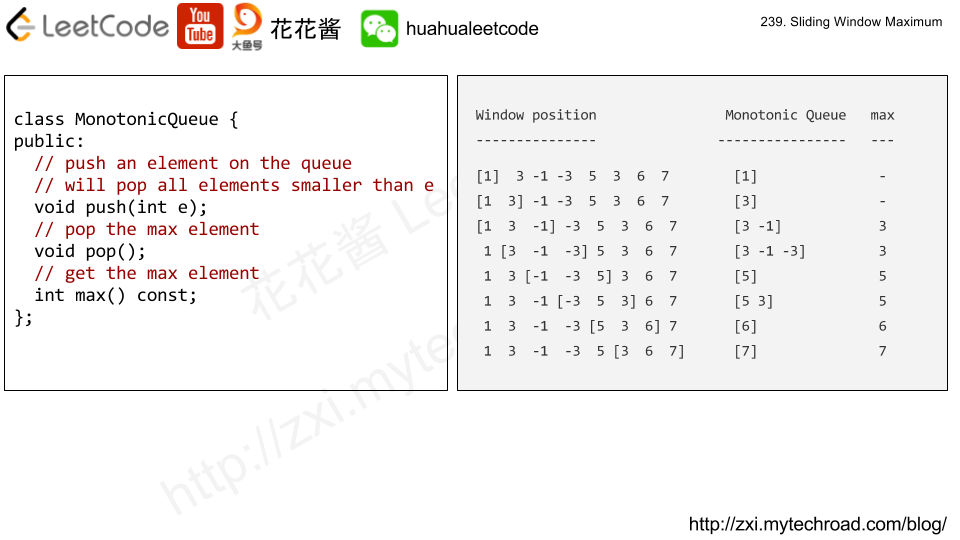 LeetCode You Tube 大鱼号 花花酱 huahualeetcode 239. Sliding Window Maximum
class MonotonicQueue {
public:
// push an element on the queue
// will pop all elements smaller than e
void push(int e);
// pop the max element
void pop();
// get the max element
int max() const;
};
Window position Monotonic Queue max
--------------- ---------------- ---
[1] 3 -1 -3 5 3 6 7 [1] -
[1 3] -1 -3 5 3 6 7 [3] -
[1 3 -1] -3 5 3 6 7 [3 -1] 3
1 [3 -1 -3] 5 3 6 7 [3 -1 -3] 3
1 3 [-1 -3 5] 3 6 7 [5] 5
1 3 -1 [-3 5 3] 6 7 [5 3] 5
1 3 -1 -3 [5 3 6] 7 [6] 6
1 3 -1 -3 5 [3 6 7] [7] 7
花花酱 Lee
http://zxi.mytec
http://zxi.mytechroad.com/blog/